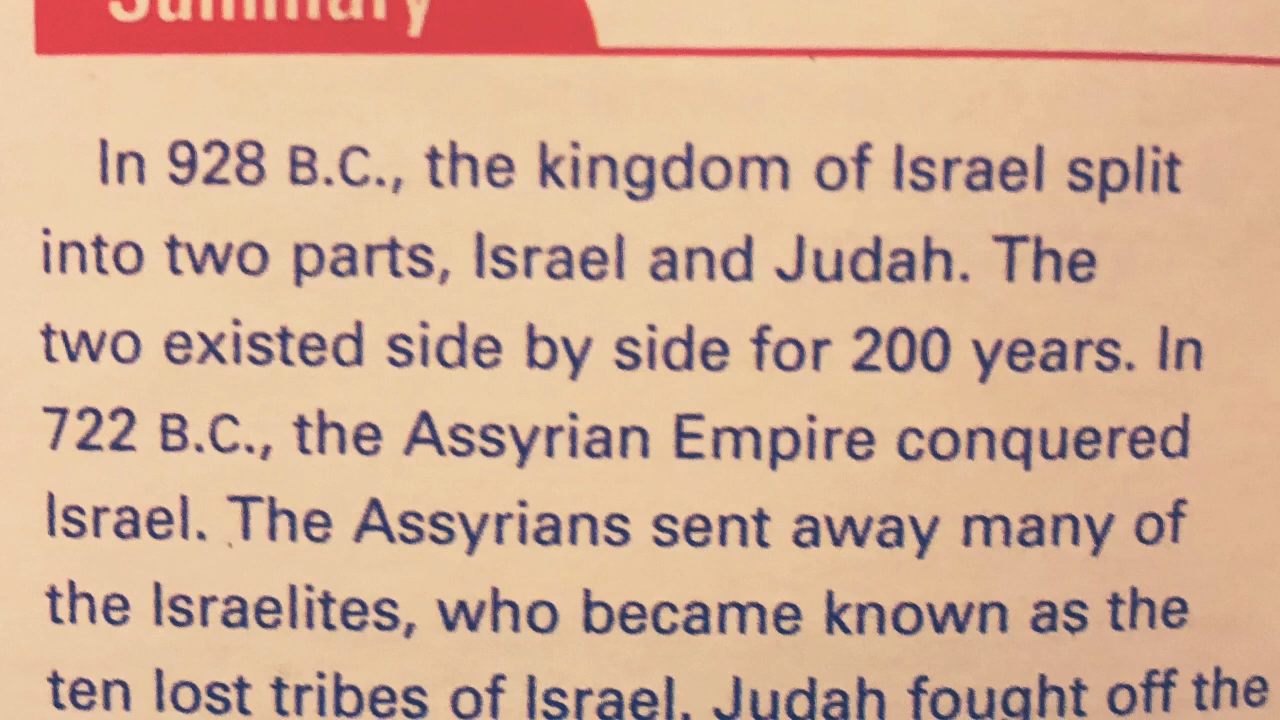 Summary
In 928 B.C., the kingdom of Israel split
into two parts, Israel and Judah. The
two existed side by side for 200 years. In
722 B.C., the Assyrian Empire conquered
Israel. The Assyrians sent away many of
the Israelites, who became known as the
ten lost tribes of Israel. Judah fought off the